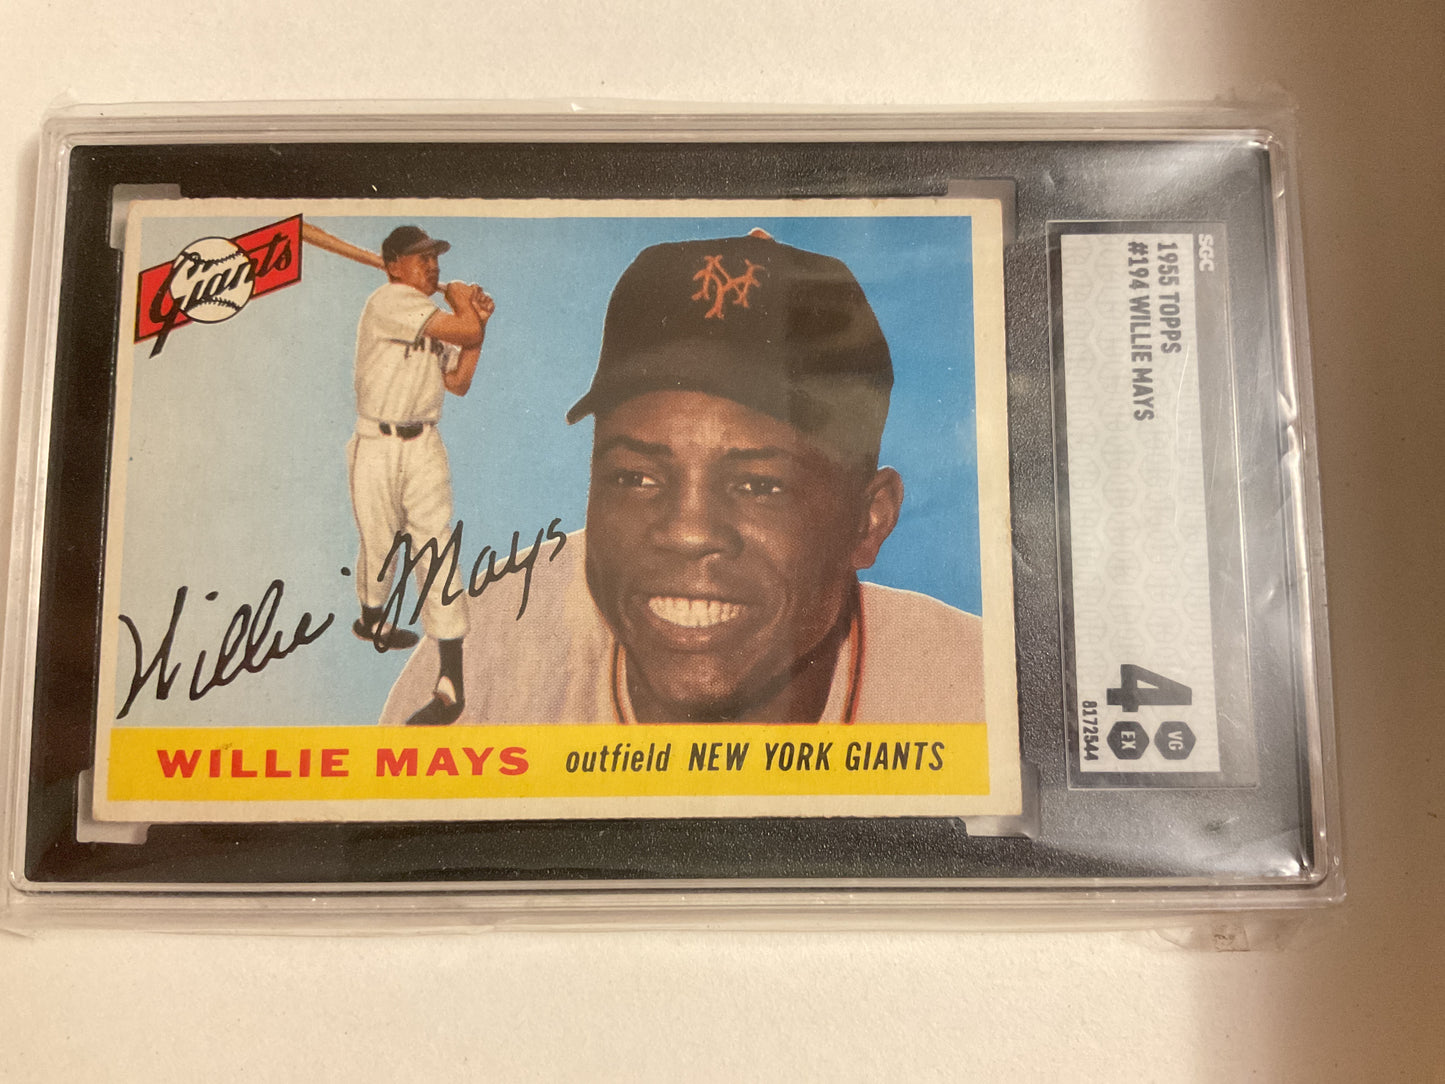 Giants
NY
Willie Mays
WILLIE MAYS outfield NEW YORK GIANTS
SGC
1955 TOPPS
#194 WILLIE MAYS
4
VG
EX
8172544